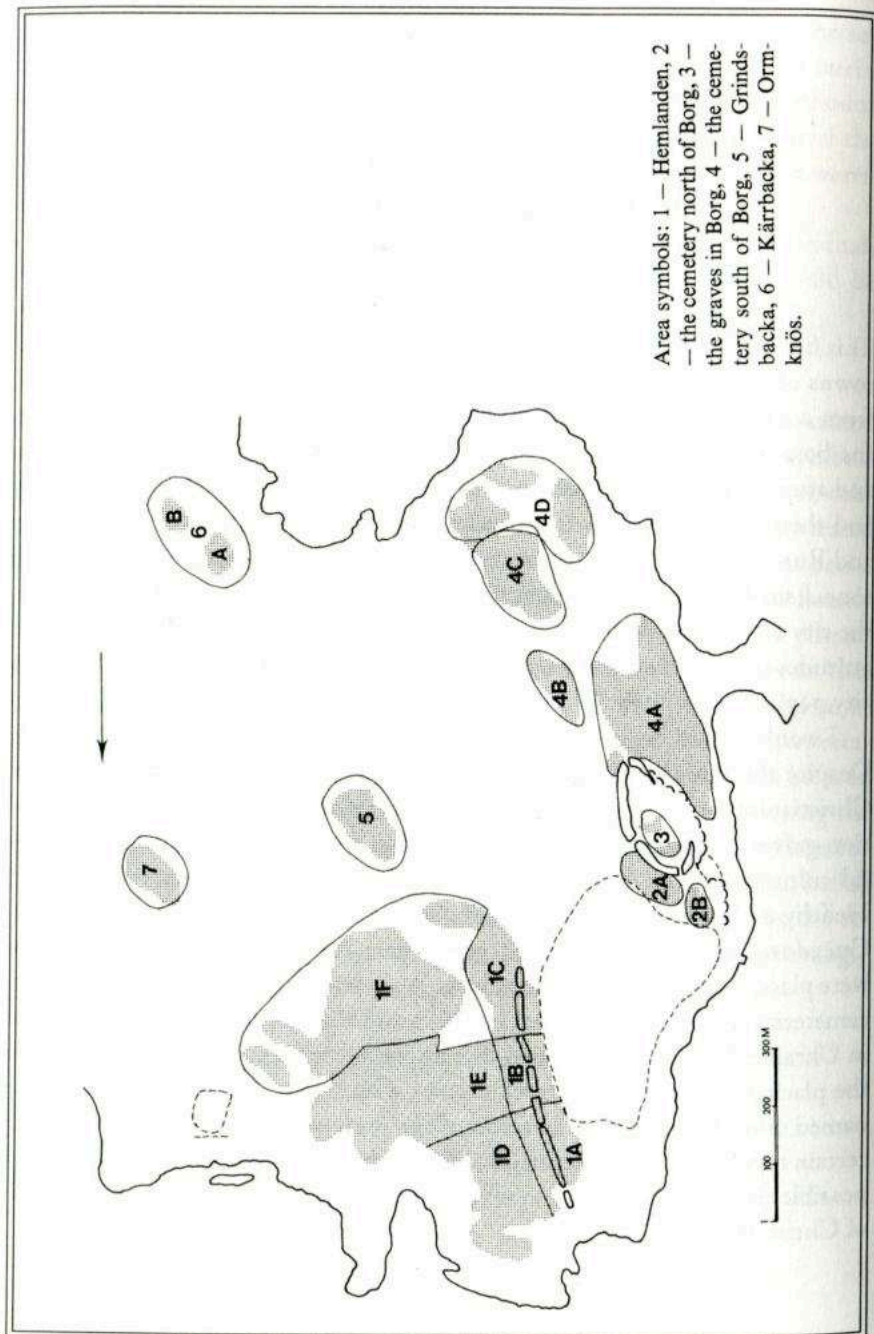 B
6
A
7
5
4D
4C
4B
4A
3
2A
2B
1F
1C
1E
1B
1D
1A
100
200
300 M
Area symbols: 1 – Hemlanden, 2
– the cemetery north of Borg, 3 –
the graves in Borg, 4 – the ceme-
tery south of Borg, 5 – Grinds-
backa, 6 – Kärrbacka, 7 – Orm-
knös.